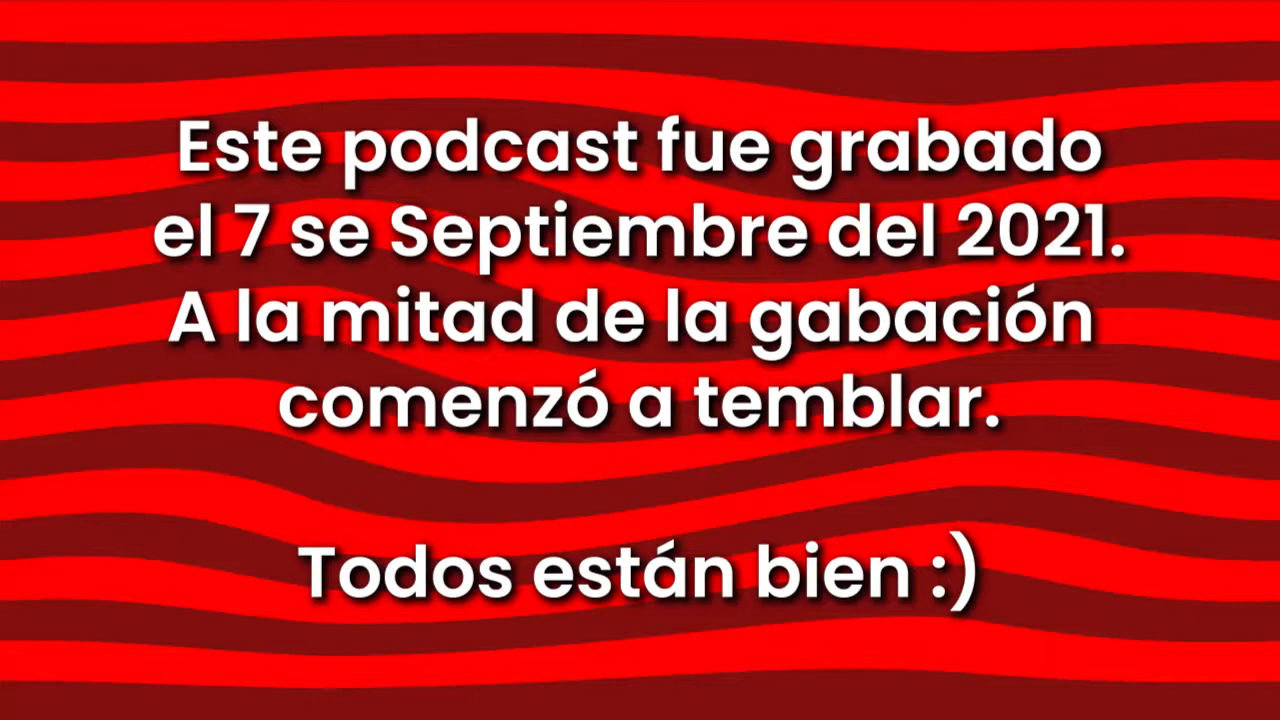 Este podcast fue grabado
el 7 se Septiembre del 2021.
A la mitad de la gabación
comenzó a temblar.
Todos están bien :)